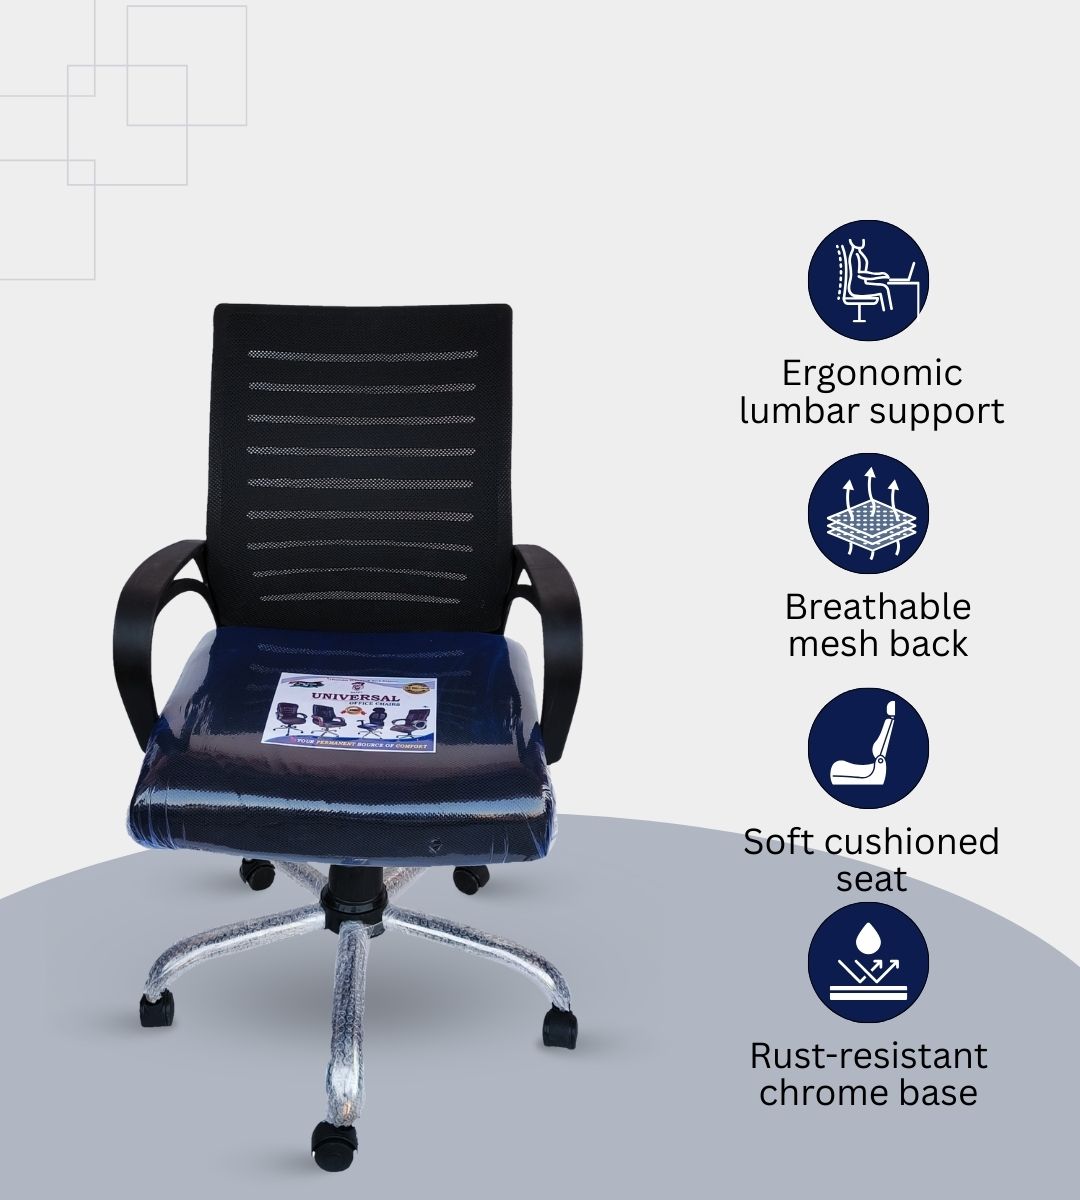 UNIVERSAL
OFFICE CHAIRS
YOUR PERMANENT SOURCE OF COMFORT
Ergonomic
lumbar support
Breathable
mesh back
Soft cushioned
seat
Rust-resistant
chrome base